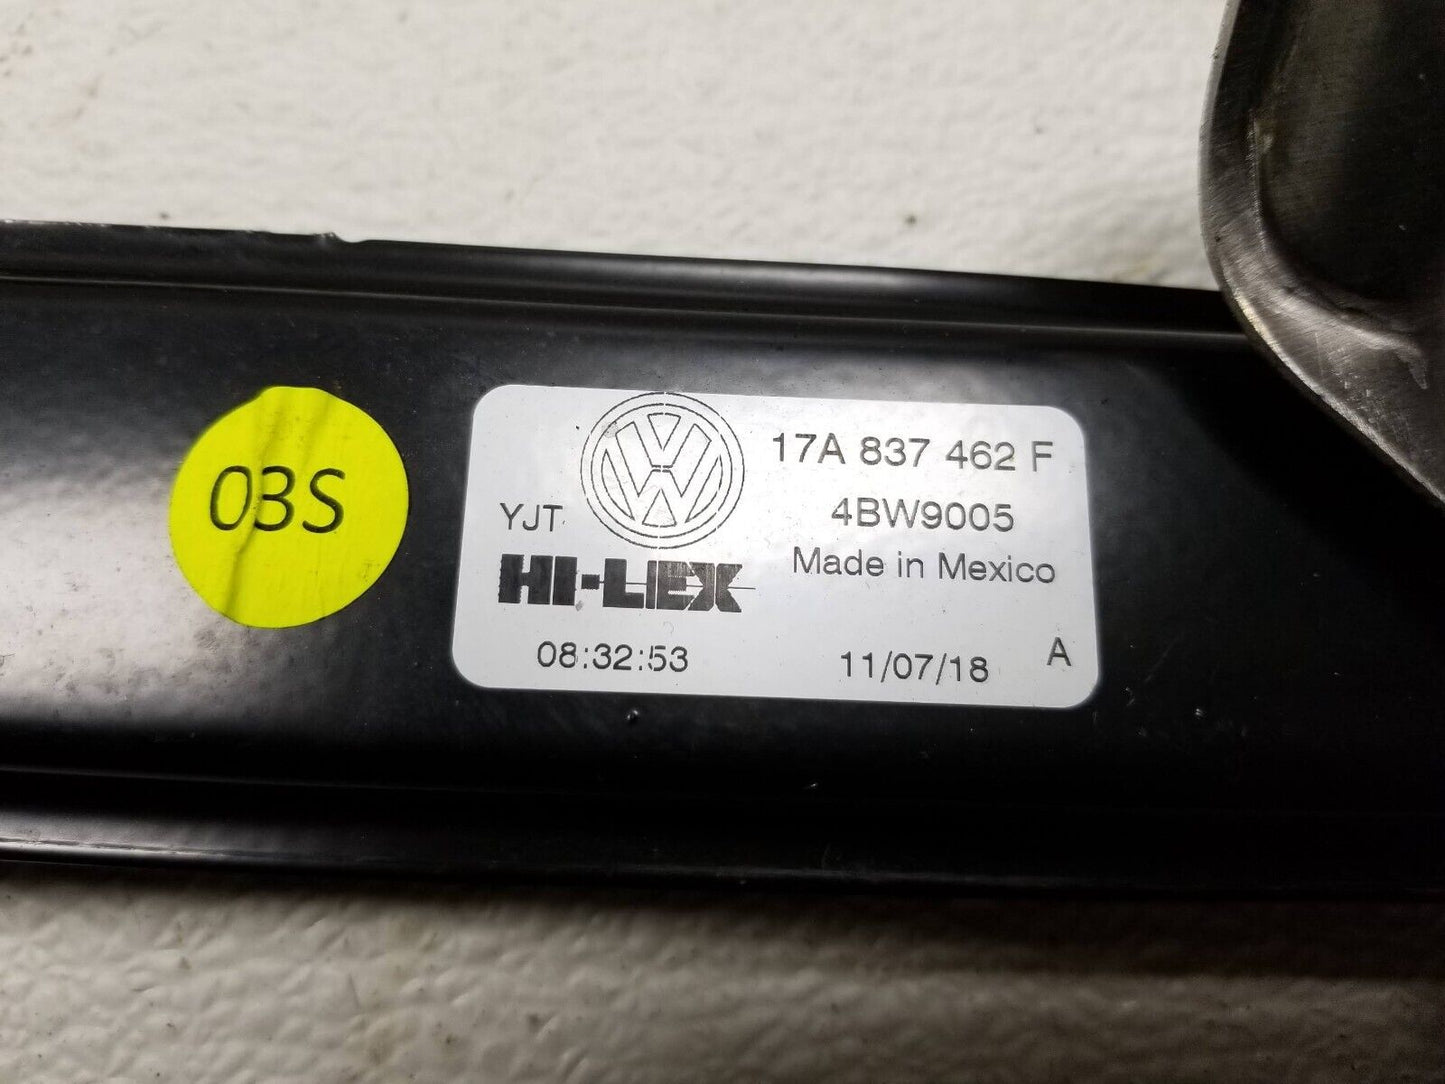 03S
17A 837 462 F
YJT
4BW9005
Made in Mexico
HI-LEX
08:32:53
11/07/18
A